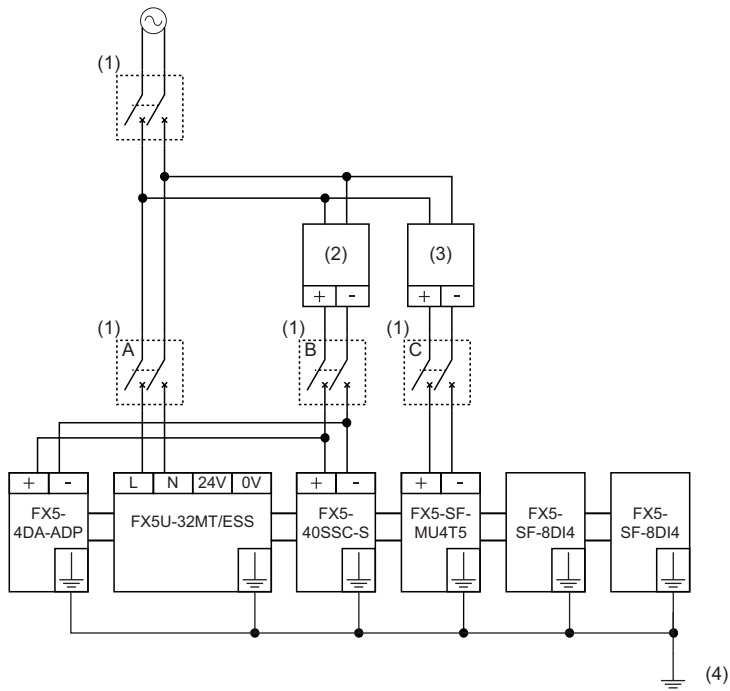 (1)
(2)
(3)
+ -
+ -
(1)
A
(1)
B
(1)
C
+ -
L N 24V 0V
+ -
+ -
FX5-
4DA-ADP
FX5U-32MT/ESS
FX5-
40SSC-S
FX5-SF-
MU4T5
FX5-
SF-8DI4
FX5-
SF-8DI4
(4)